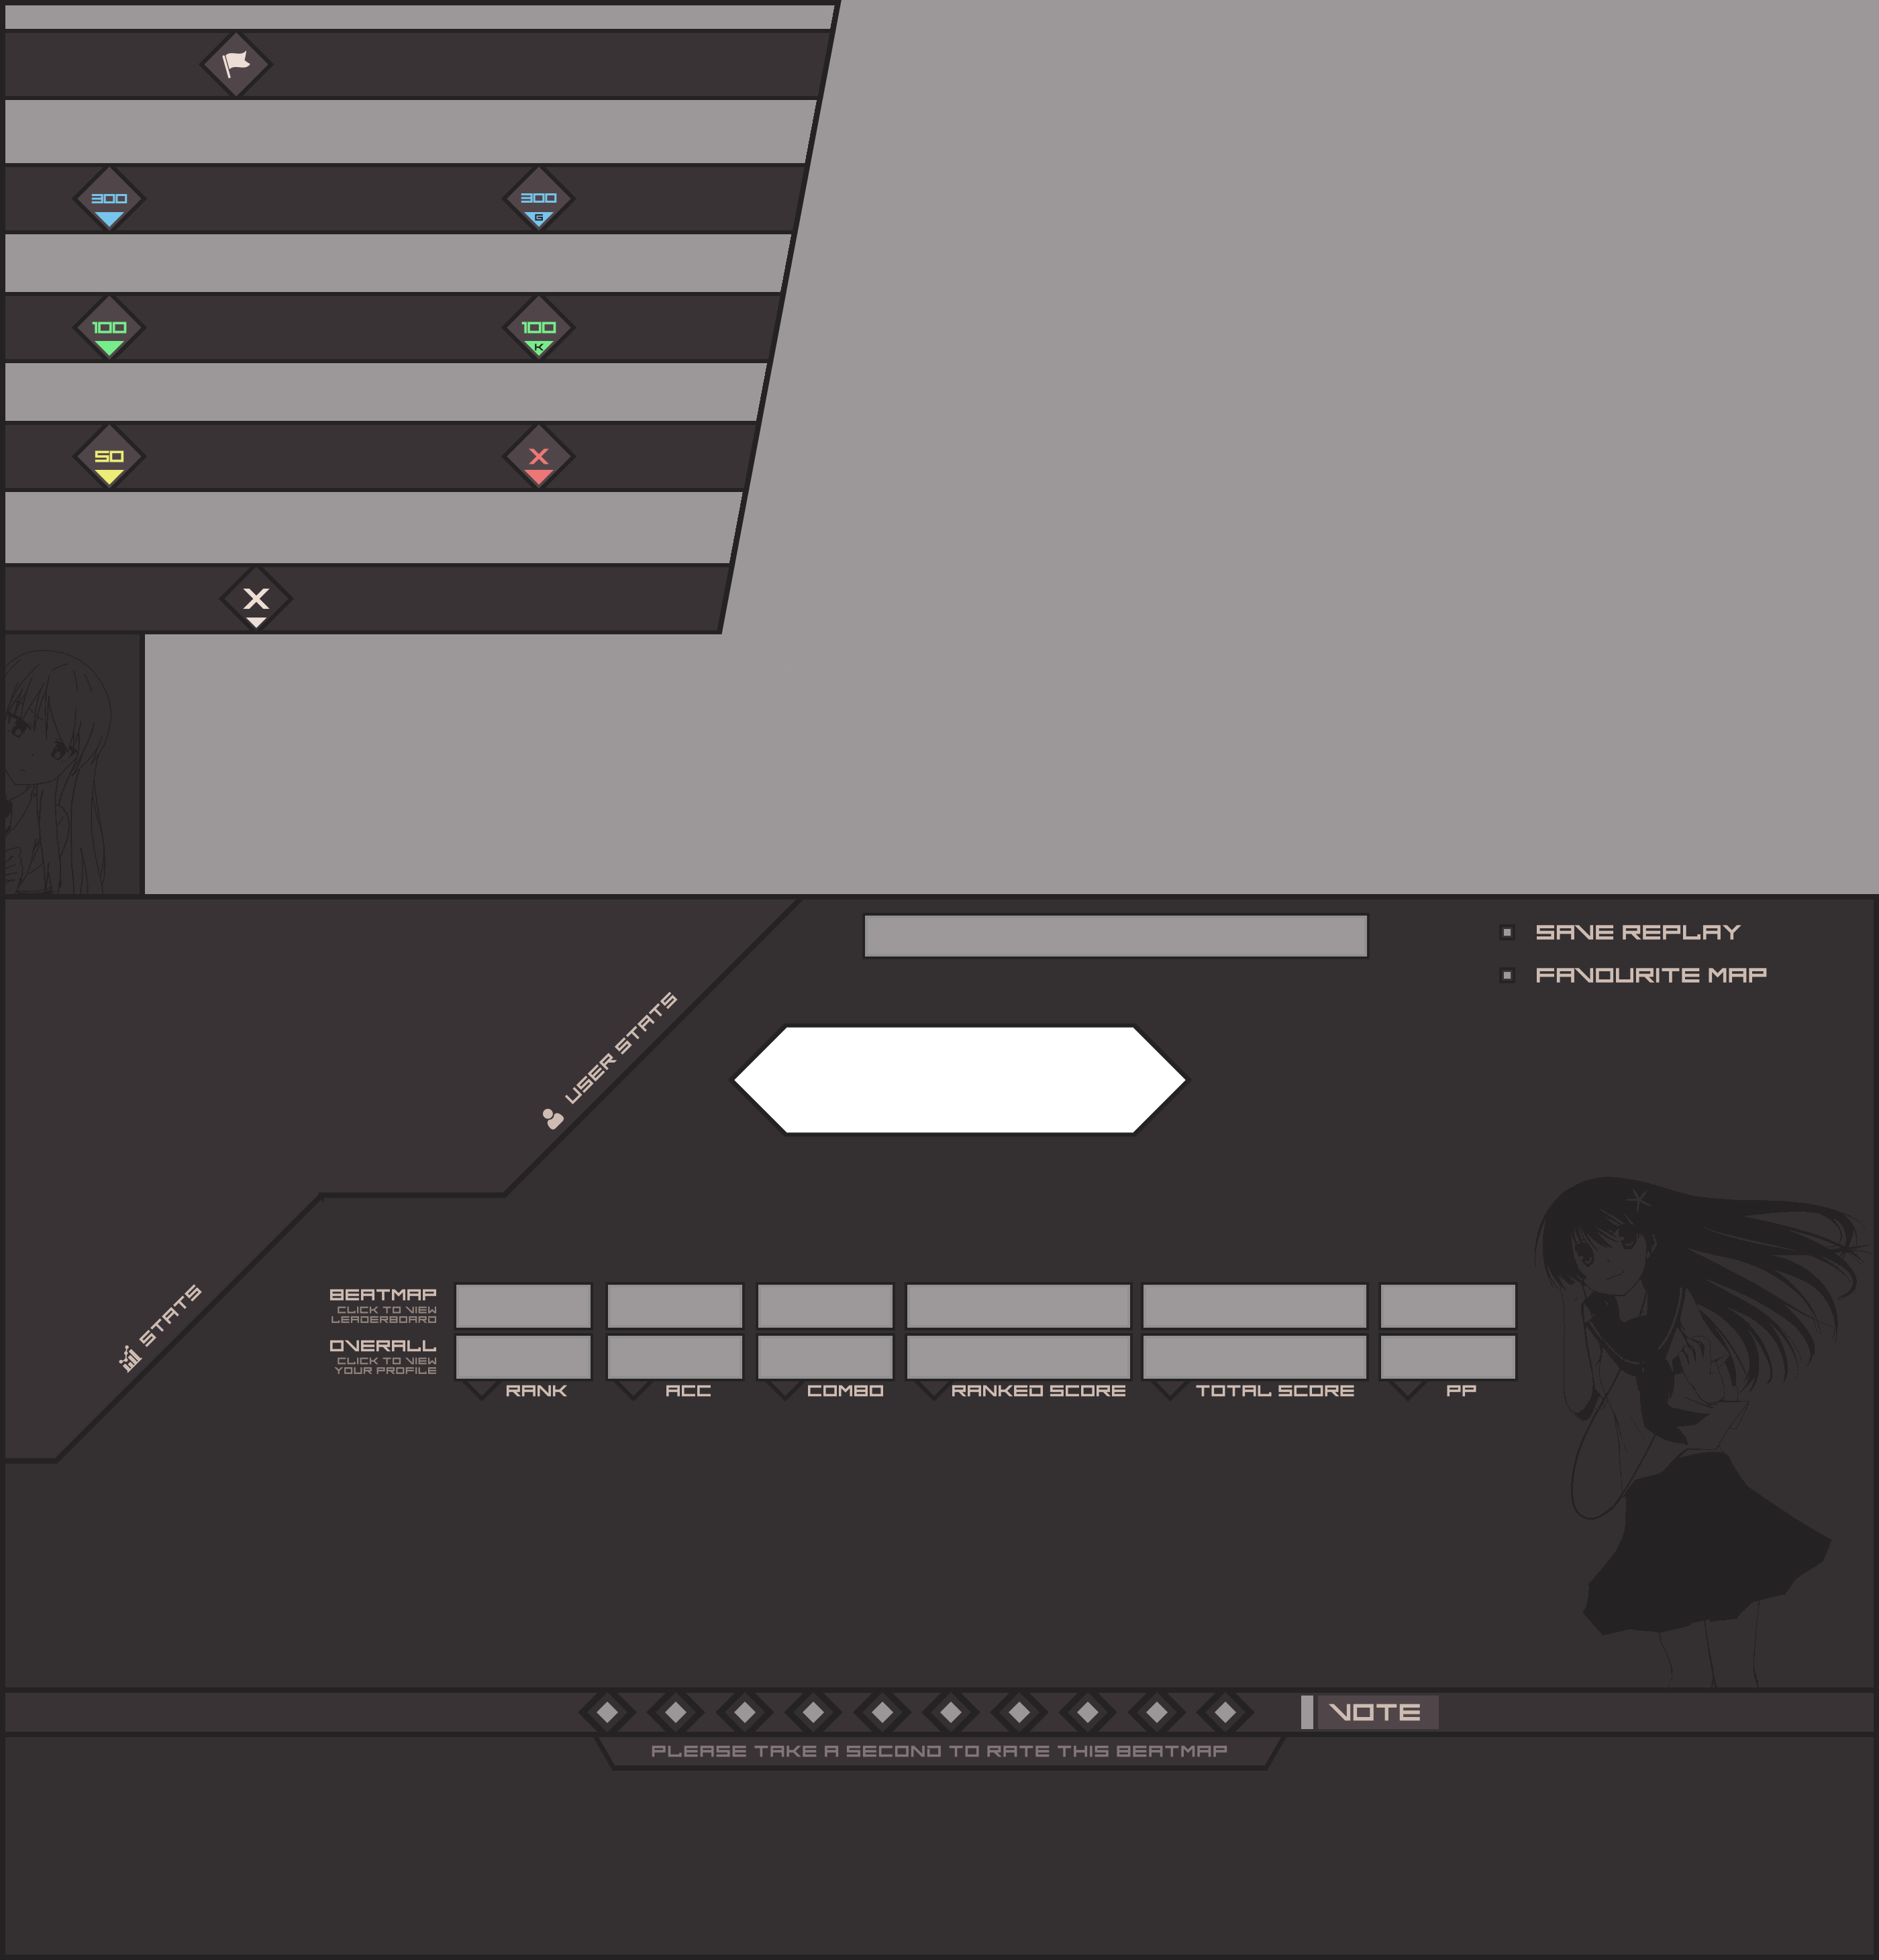 300
300
G
100
100
K
50
X
X
SAVE REPLAY
FAVOURITE MAP
USER STATS
STATS
BEATMAP
CLICK TO VIEW
LEADERBOARD
OVERALL
CLICK TO VIEW
YOUR PROFILE
RANK ACC COMBO RANKED SCORE TOTAL SCORE PP
VOTE
PLEASE TAKE A SECOND TO RATE THIS BEATMAP